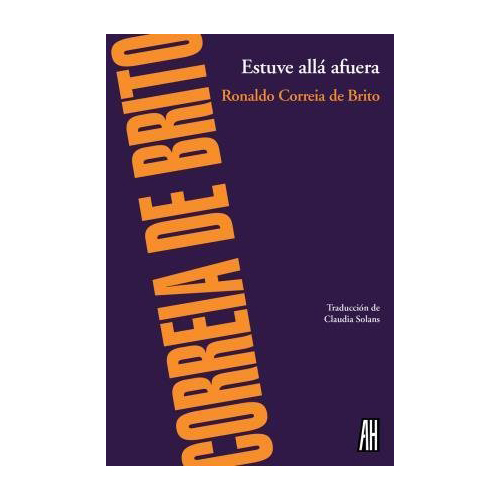 Estuve allá afuera
Ronaldo Correia de Brito
CORREIA DE BRITO
Traducción de
Claudia Solans
AH